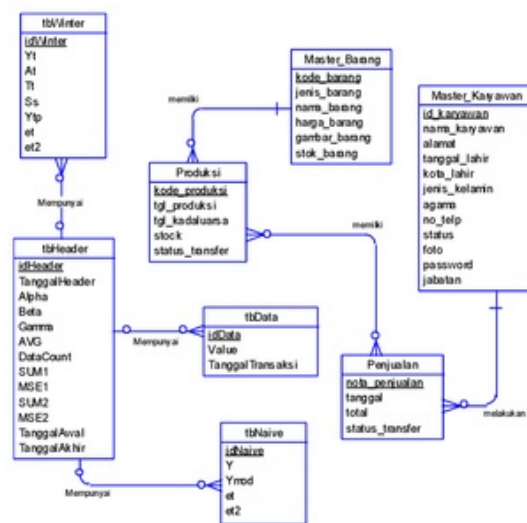 tbWinter
idWinter
Yt
At
Tt
Ss
Ytp
et
et2
Mempunyai
tbHeader
idHeader
TanggalHeader
Alpha
Beta
Gamma
AVG
DataCount
SUM1
MSE1
SUM2
MSE2
TanggalAwal
TanggalAkhir
Mempunyai
Mempunyai
memiliki
Master_Barang
kode_barang
jenis_barang
nama_barang
harga_barang
gambar_barang
stok_barang
Produksi
kode_produksi
tgl_produksi
tgl_kadaluarsa
stock
status_transfer
memiliki
tbData
idData
Value
TanggalTransaksi
tbNaive
idNaive
Y
Ymod
et
et2
Master_Karyawan
id_karyawan
nama_karyawan
alamat
tanggal_lahir
kota_lahir
jenis_kelamin
agama
no_telp
status
foto
password
jabatan
Penjualan
nota_penjualan
tanggal
total
status_transfer
melakukan